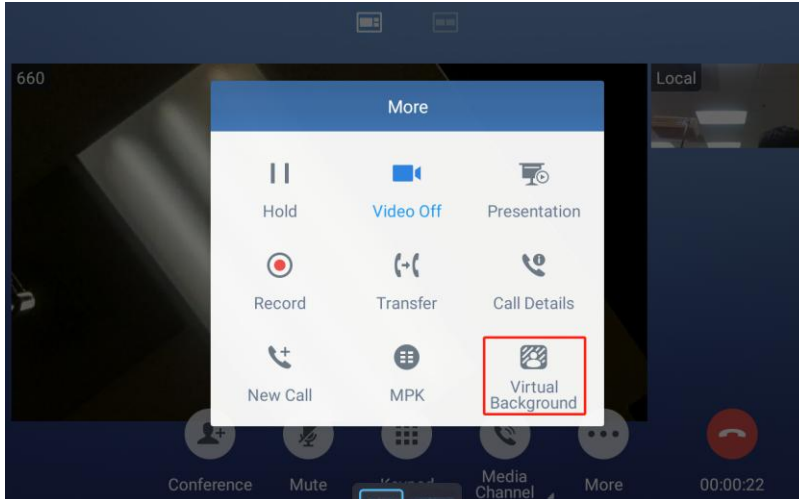 660
Local
More
Hold
Video Off
Presentation
Record
Transfer
Call Details
New Call
MPK
Virtual
Background
Conference
Mute
Keypad
Media
Channel
More
00:00:22